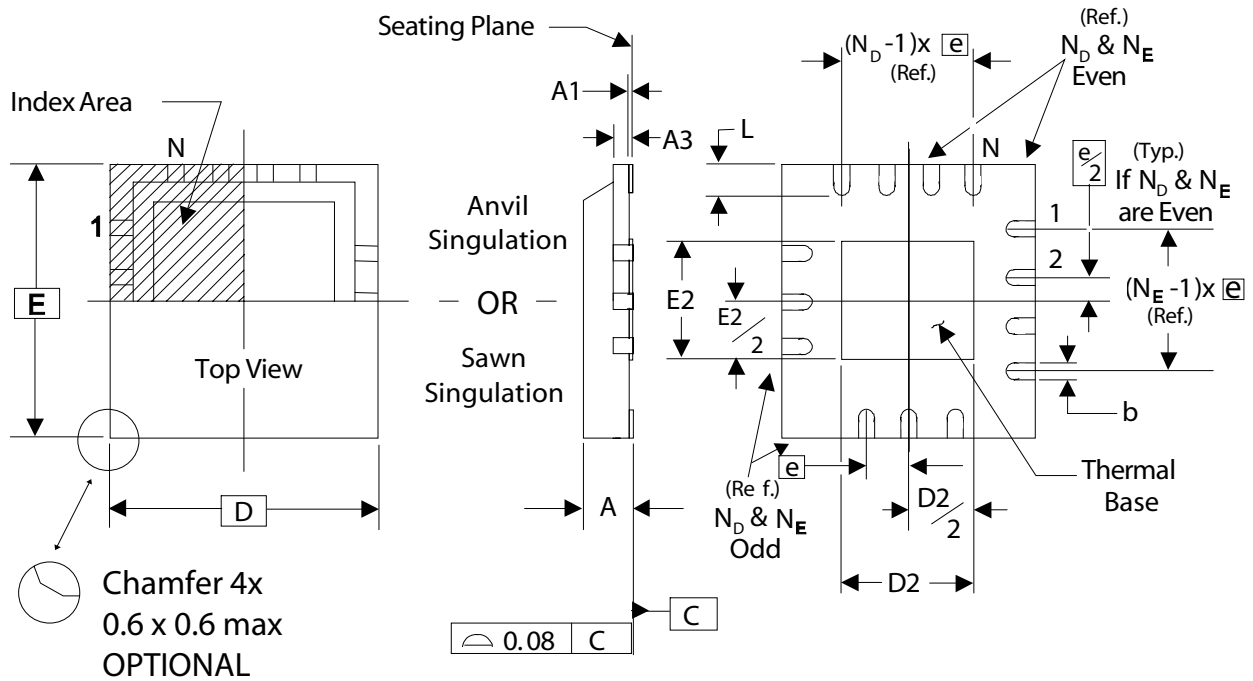 Seating Plane
Index Area
N
1
E
Top View
D
Chamfer 4x
0.6 x 0.6 max
OPTIONAL
A1
A3
L
Anvil
Singulation
OR
Sawn
Singulation
A
0.08 C
C
(N_D -1)x e
(Ref.)
(Ref.)
N_D & N_E
Even
N
e/2
(Typ.)
If N_D & N_E
are Even
1
2
(N_E -1)x e
(Ref.)
E2
E2/2
b
Thermal
Base
e
(Re f.)
N_D & N_E
Odd
D2/2
D2